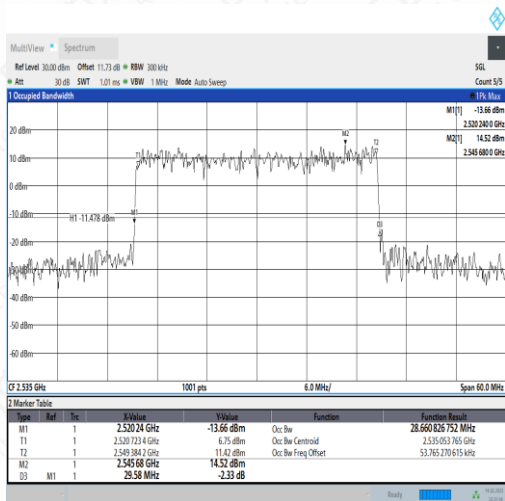 MultiView Spectrum
Ref Level 30.00 dBm Offset 11.73 dB RBW 300 kHz SGL
Att 30 dB SWT 1.01 ms VBW 1 MHz Mode Auto Sweep Count 5/5
1 Occupied Bandwidth 1Pk Max
M1[1] -13.66 dBm
2.520 240 0 GHz
M2[1] 14.52 dBm
2.545 680 0 GHz
20 dBm
M2
T1
T2
10 dBm
0 dBm
-10 dBm
M1
H1 -11.478 dBm
D3
-20 dBm
-30 dBm
-40 dBm
-50 dBm
-60 dBm
CF 2.535 GHz 1001 pts 6.0 MHz/ Span 60.0 MHz
2 Marker Table
Type Ref Trc X-Value Y-Value Function Function Result
M1 1 2.520 24 GHz -13.66 dBm Occ Bw 28.660 826 752 MHz
T1 1 2.520 723 4 GHz 6.75 dBm Occ Bw Centroid 2.535 053 765 GHz
T2 1 2.549 384 2 GHz 11.42 dBm Occ Bw Freq Offset 53.765 270 615 kHz
M2 1 2.545 68 GHz 14.52 dBm
D3 M1 1 29.58 MHz -2.33 dB
Ready